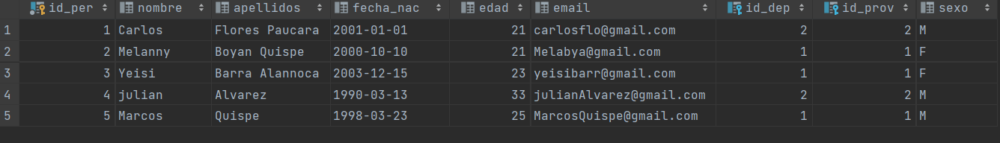 id_per nombre apellidos fecha_nac edad email id_dep id_prov sexo
1 1 Carlos Flores Paucara 2001-01-01 21 carlosflo@gmail.com 2 2 M
2 2 Melanny Boyan Quispe 2000-10-10 21 Melabya@gmail.com 1 1 F
3 3 Yeisi Barra Alannoca 2003-12-15 23 yeisibarr@gmail.com 1 1 F
4 4 julian Alvarez 1990-03-13 33 julianAlvarez@gmail.com 2 2 M
5 5 Marcos Quispe 1998-03-23 25 MarcosQuispe@gmail.com 1 1 M